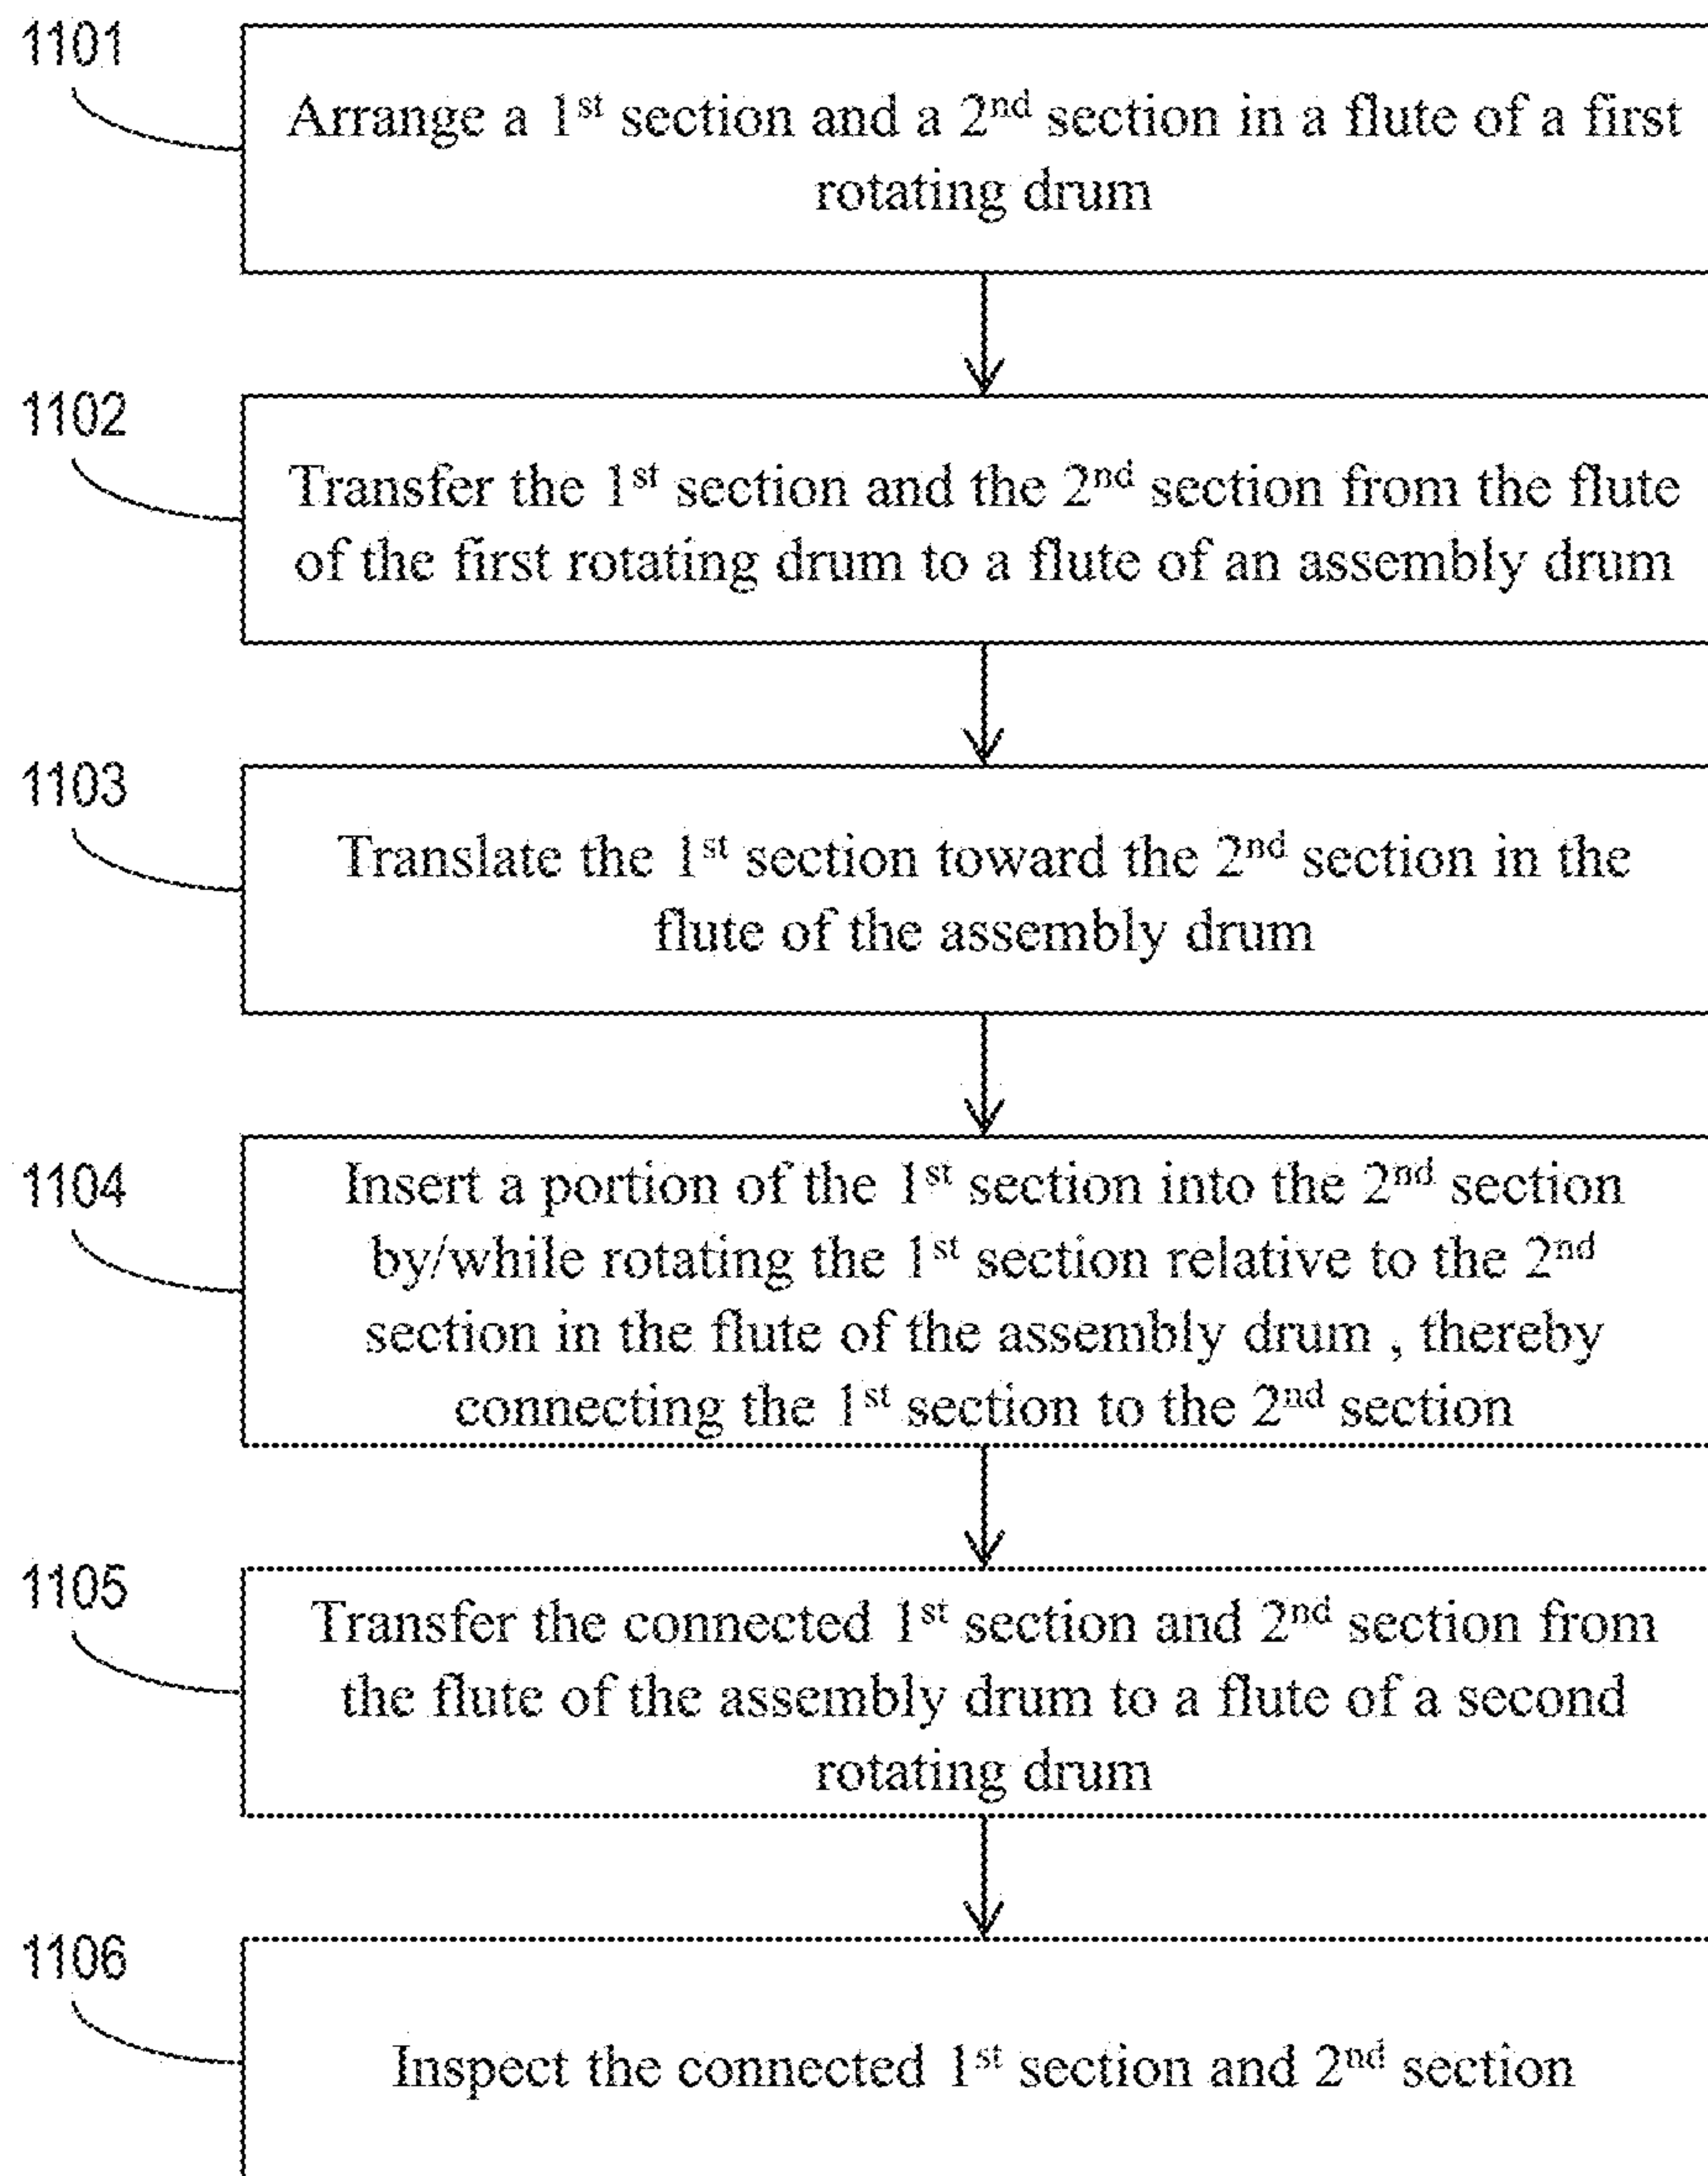 1101
Arrange a 1st section and a 2nd section in a flute of a first
rotating drum
1102
Transfer the 1st section and the 2nd section from the flute
of the first rotating drum to a flute of an assembly drum
1103
Translate the 1st section toward the 2nd section in the
flute of the assembly drum
1104
Insert a portion of the 1st section into the 2nd section
by/while rotating the 1st section relative to the 2nd
section in the flute of the assembly drum , thereby
connecting the 1st section to the 2nd section
1105
Transfer the connected 1st section and 2nd section from
the flute of the assembly drum to a flute of a second
rotating drum
1106
Inspect the connected 1st section and 2nd section